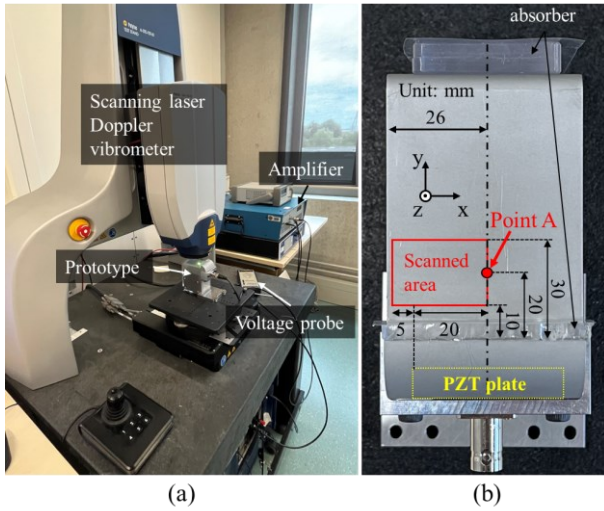 Scanning laser
Doppler
vibrometer
Amplifier
Prototype
Voltage probe
(a)
absorber
Unit: mm
26
y
z
x
Point A
Scanned
area
5
20
10
20
30
PZT plate
(b)